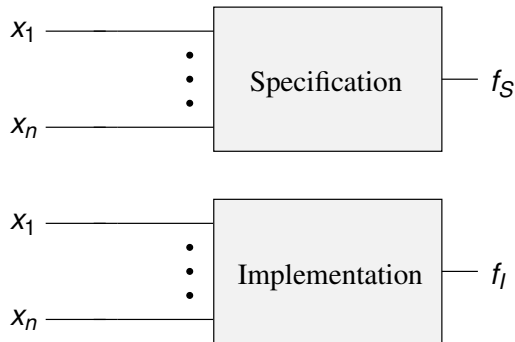 x1
Specification
fS
xn
x1
Implementation
fI
xn